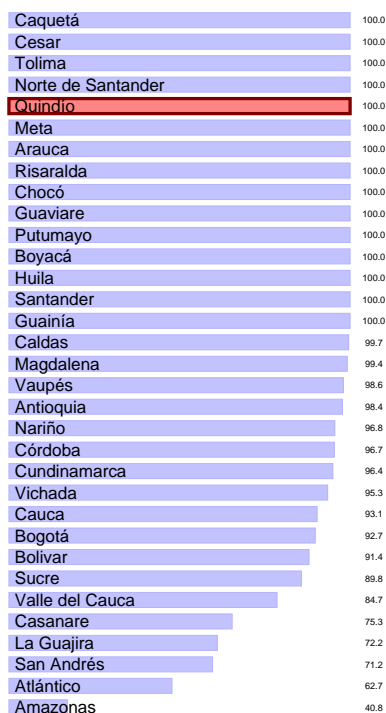 Caquetá 100.0
Cesar 100.0
Tolima 100.0
Norte de Santander 100.0
Quindío 100.0
Meta 100.0
Arauca 100.0
Risaralda 100.0
Chocó 100.0
Guaviare 100.0
Putumayo 100.0
Boyacá 100.0
Huila 100.0
Santander 100.0
Guainía 100.0
Caldas 99.7
Magdalena 99.4
Vaupés 98.6
Antioquia 98.4
Nariño 96.8
Córdoba 96.7
Cundinamarca 96.4
Vichada 95.3
Cauca 93.1
Bogotá 92.7
Bolivar 91.4
Sucre 89.8
Valle del Cauca 84.7
Casanare 75.3
La Guajira 72.2
San Andrés 71.2
Atlántico 62.7
Amazonas 40.8